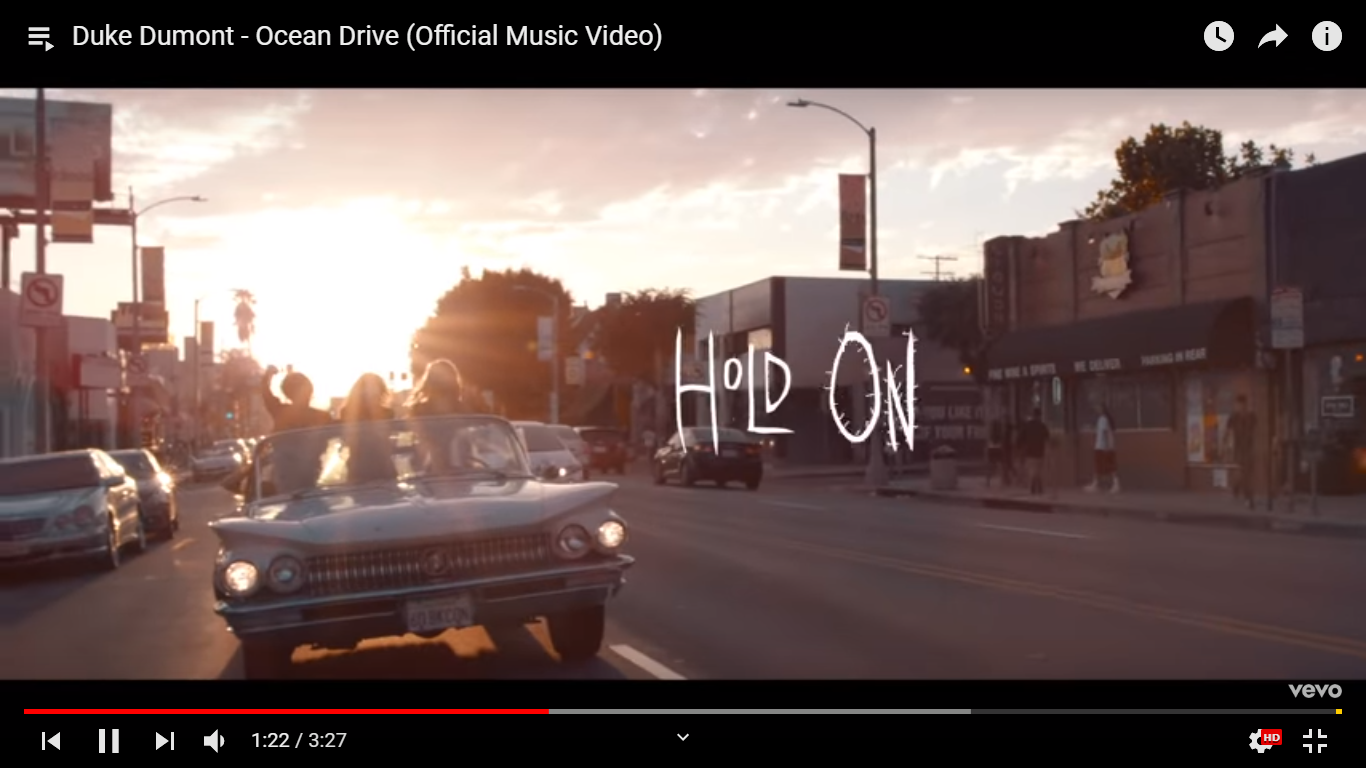 Duke Dumont - Ocean Drive (Official Music Video)
HOLD ON
FINE WINE & SPIRITS WE DELIVER PARKING IN REAR
vevo
1:22 / 3:27
HD